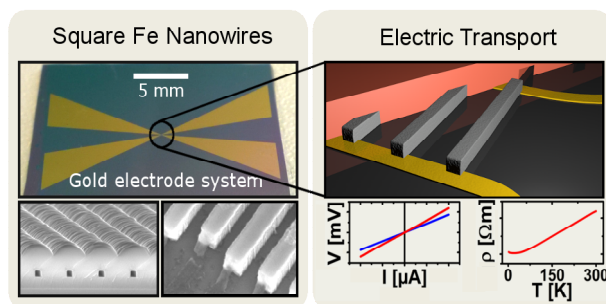 Square Fe Nanowires
Electric Transport
5 mm
Gold electrode system
V [mV]
I [µA]
ρ [Ωm]
0 150 300
T [K]